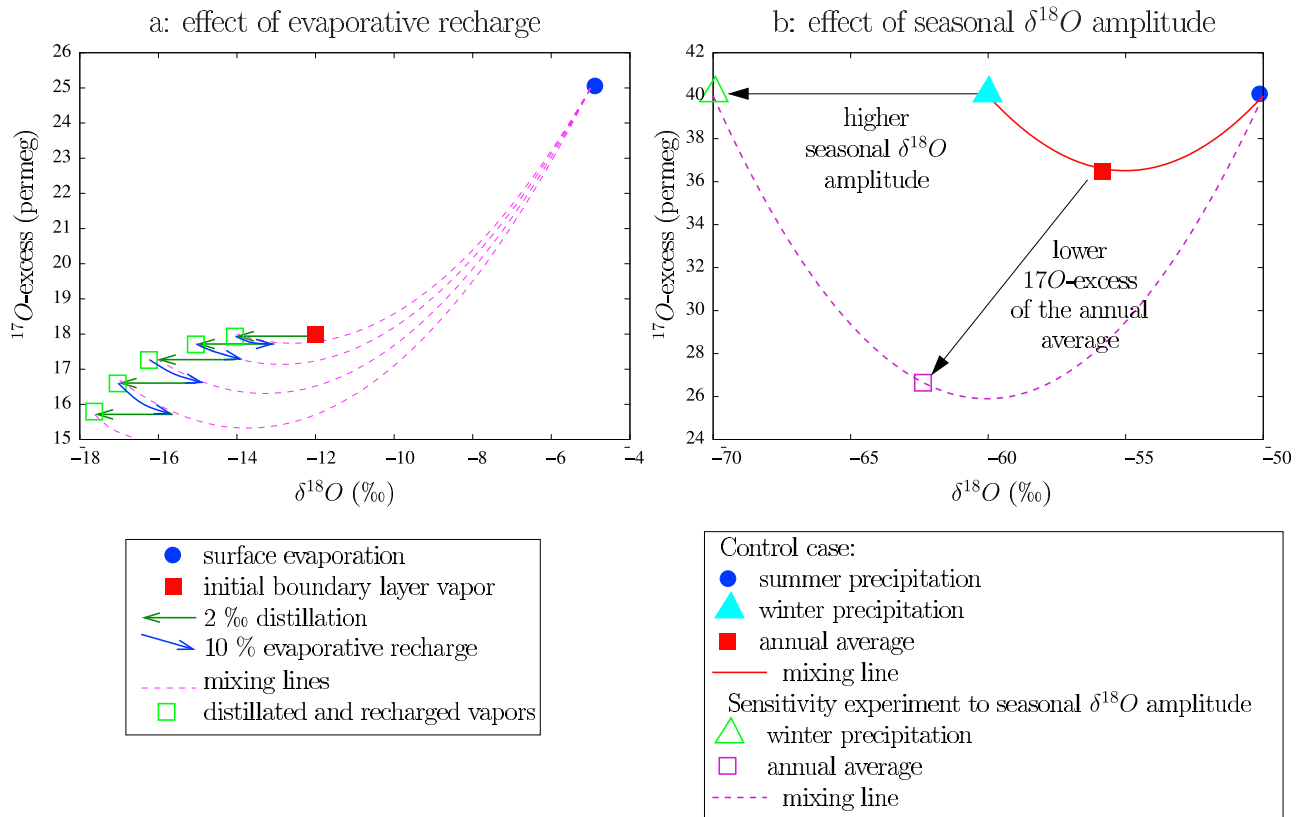 a: effect of evaporative recharge
26
25
24
23
22
21
20
19
18
17
16
15
−18 −16 −14 −12 −10 −8 −6 −4
¹⁷O-excess (permeg)
δ¹⁸O (‰)
surface evaporation
initial boundary layer vapor
2 ‰ distillation
10 % evaporative recharge
mixing lines
distillated and recharged vapors
b: effect of seasonal δ¹⁸O amplitude
42
40
38
36
34
32
30
28
26
24
−70 −65 −60 −55 −50
¹⁷O-excess (permeg)
δ¹⁸O (‰)
higher
seasonal δ¹⁸O
amplitude
lower
17O-excess
of the annual
average
Control case:
summer precipitation
winter precipitation
annual average
mixing line
Sensitivity experiment to seasonal δ¹⁸O amplitude
winter precipitation
annual average
mixing line